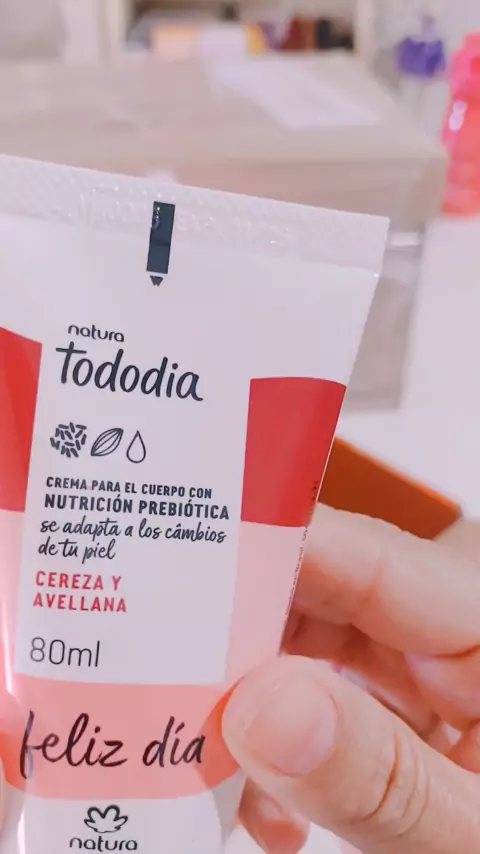 natura
tododia
CREMA PARA EL CUERPO CON
NUTRICIÓN PREBIÓTICA
se adapta a los câmbios
de tu piel
CEREZA Y
AVELLANA
80ml
feliz día
natura